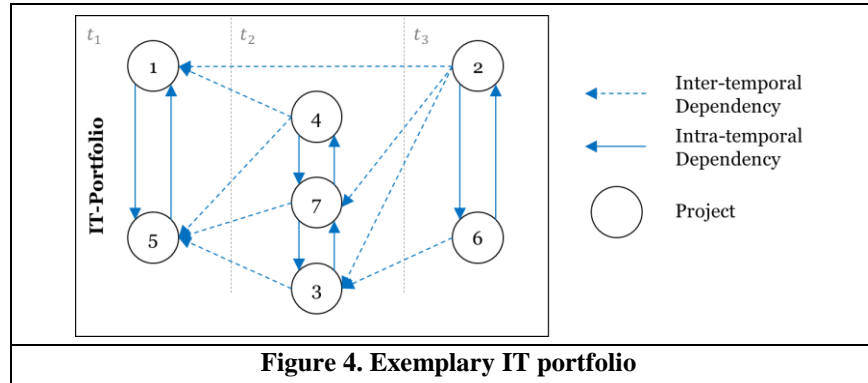 t1
t2
t3
1
2
4
7
5
6
3
IT-Portfolio
Inter-temporal
Dependency
Intra-temporal
Dependency
Project
Figure 4. Exemplary IT portfolio